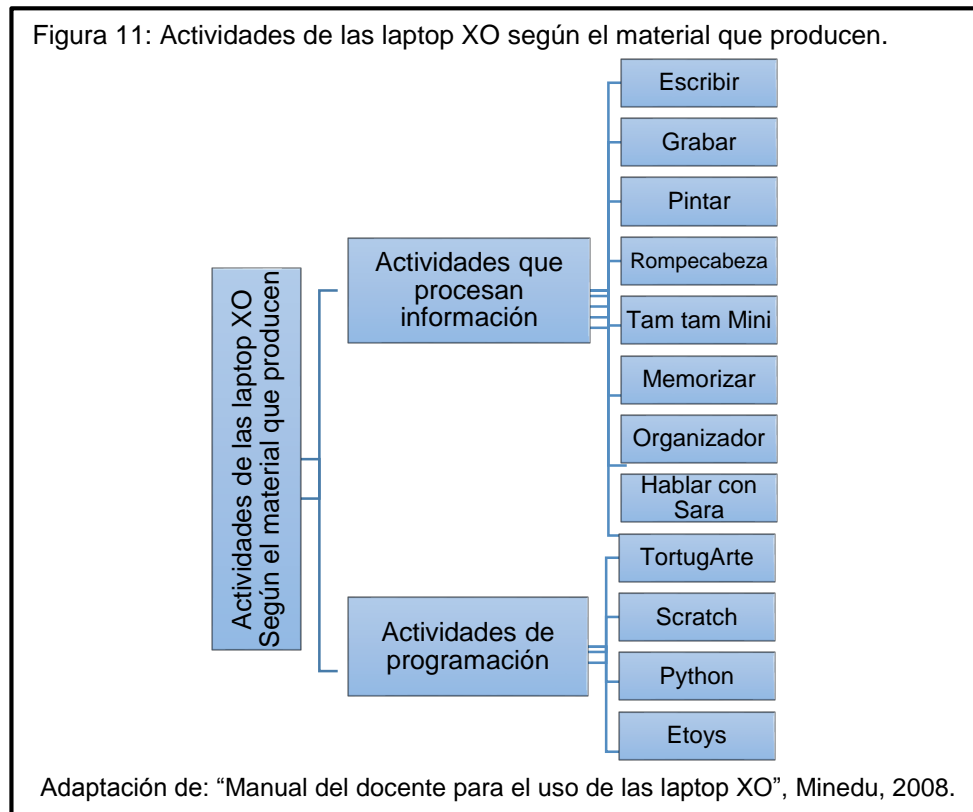 Figura 11: Actividades de las laptop XO según el material que producen.
Actividades de las laptop XO
Según el material que producen
Actividades que
procesan
información
Escribir
Grabar
Pintar
Rompecabeza
Tam tam Mini
Memorizar
Organizador
Hablar con
Sara
Actividades de
programación
TortugArte
Scratch
Python
Etoys
Adaptación de: “Manual del docente para el uso de las laptop XO”, Minedu, 2008.